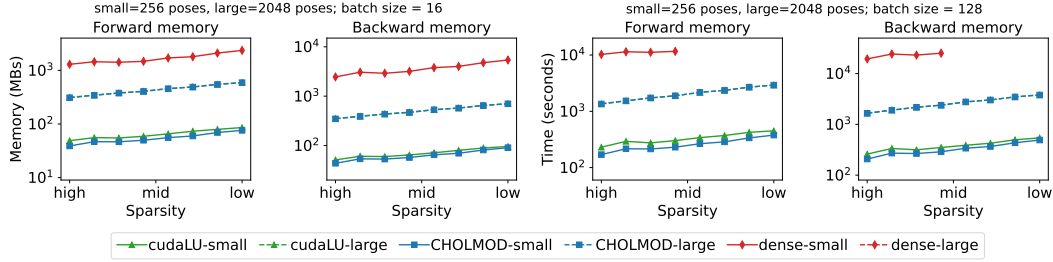 small=256 poses, large=2048 poses; batch size = 16
small=256 poses, large=2048 poses; batch size = 128
Forward memory
Backward memory
Forward memory
Backward memory
Memory (MBs)
10^3
10^2
10^1
high mid low
Sparsity
10^4
10^3
10^2
high mid low
Sparsity
Time (seconds)
10^4
10^3
10^2
high mid low
Sparsity
10^4
10^3
10^2
high mid low
Sparsity
cudaLU-small cudaLU-large CHOLMOD-small CHOLMOD-large dense-small dense-large